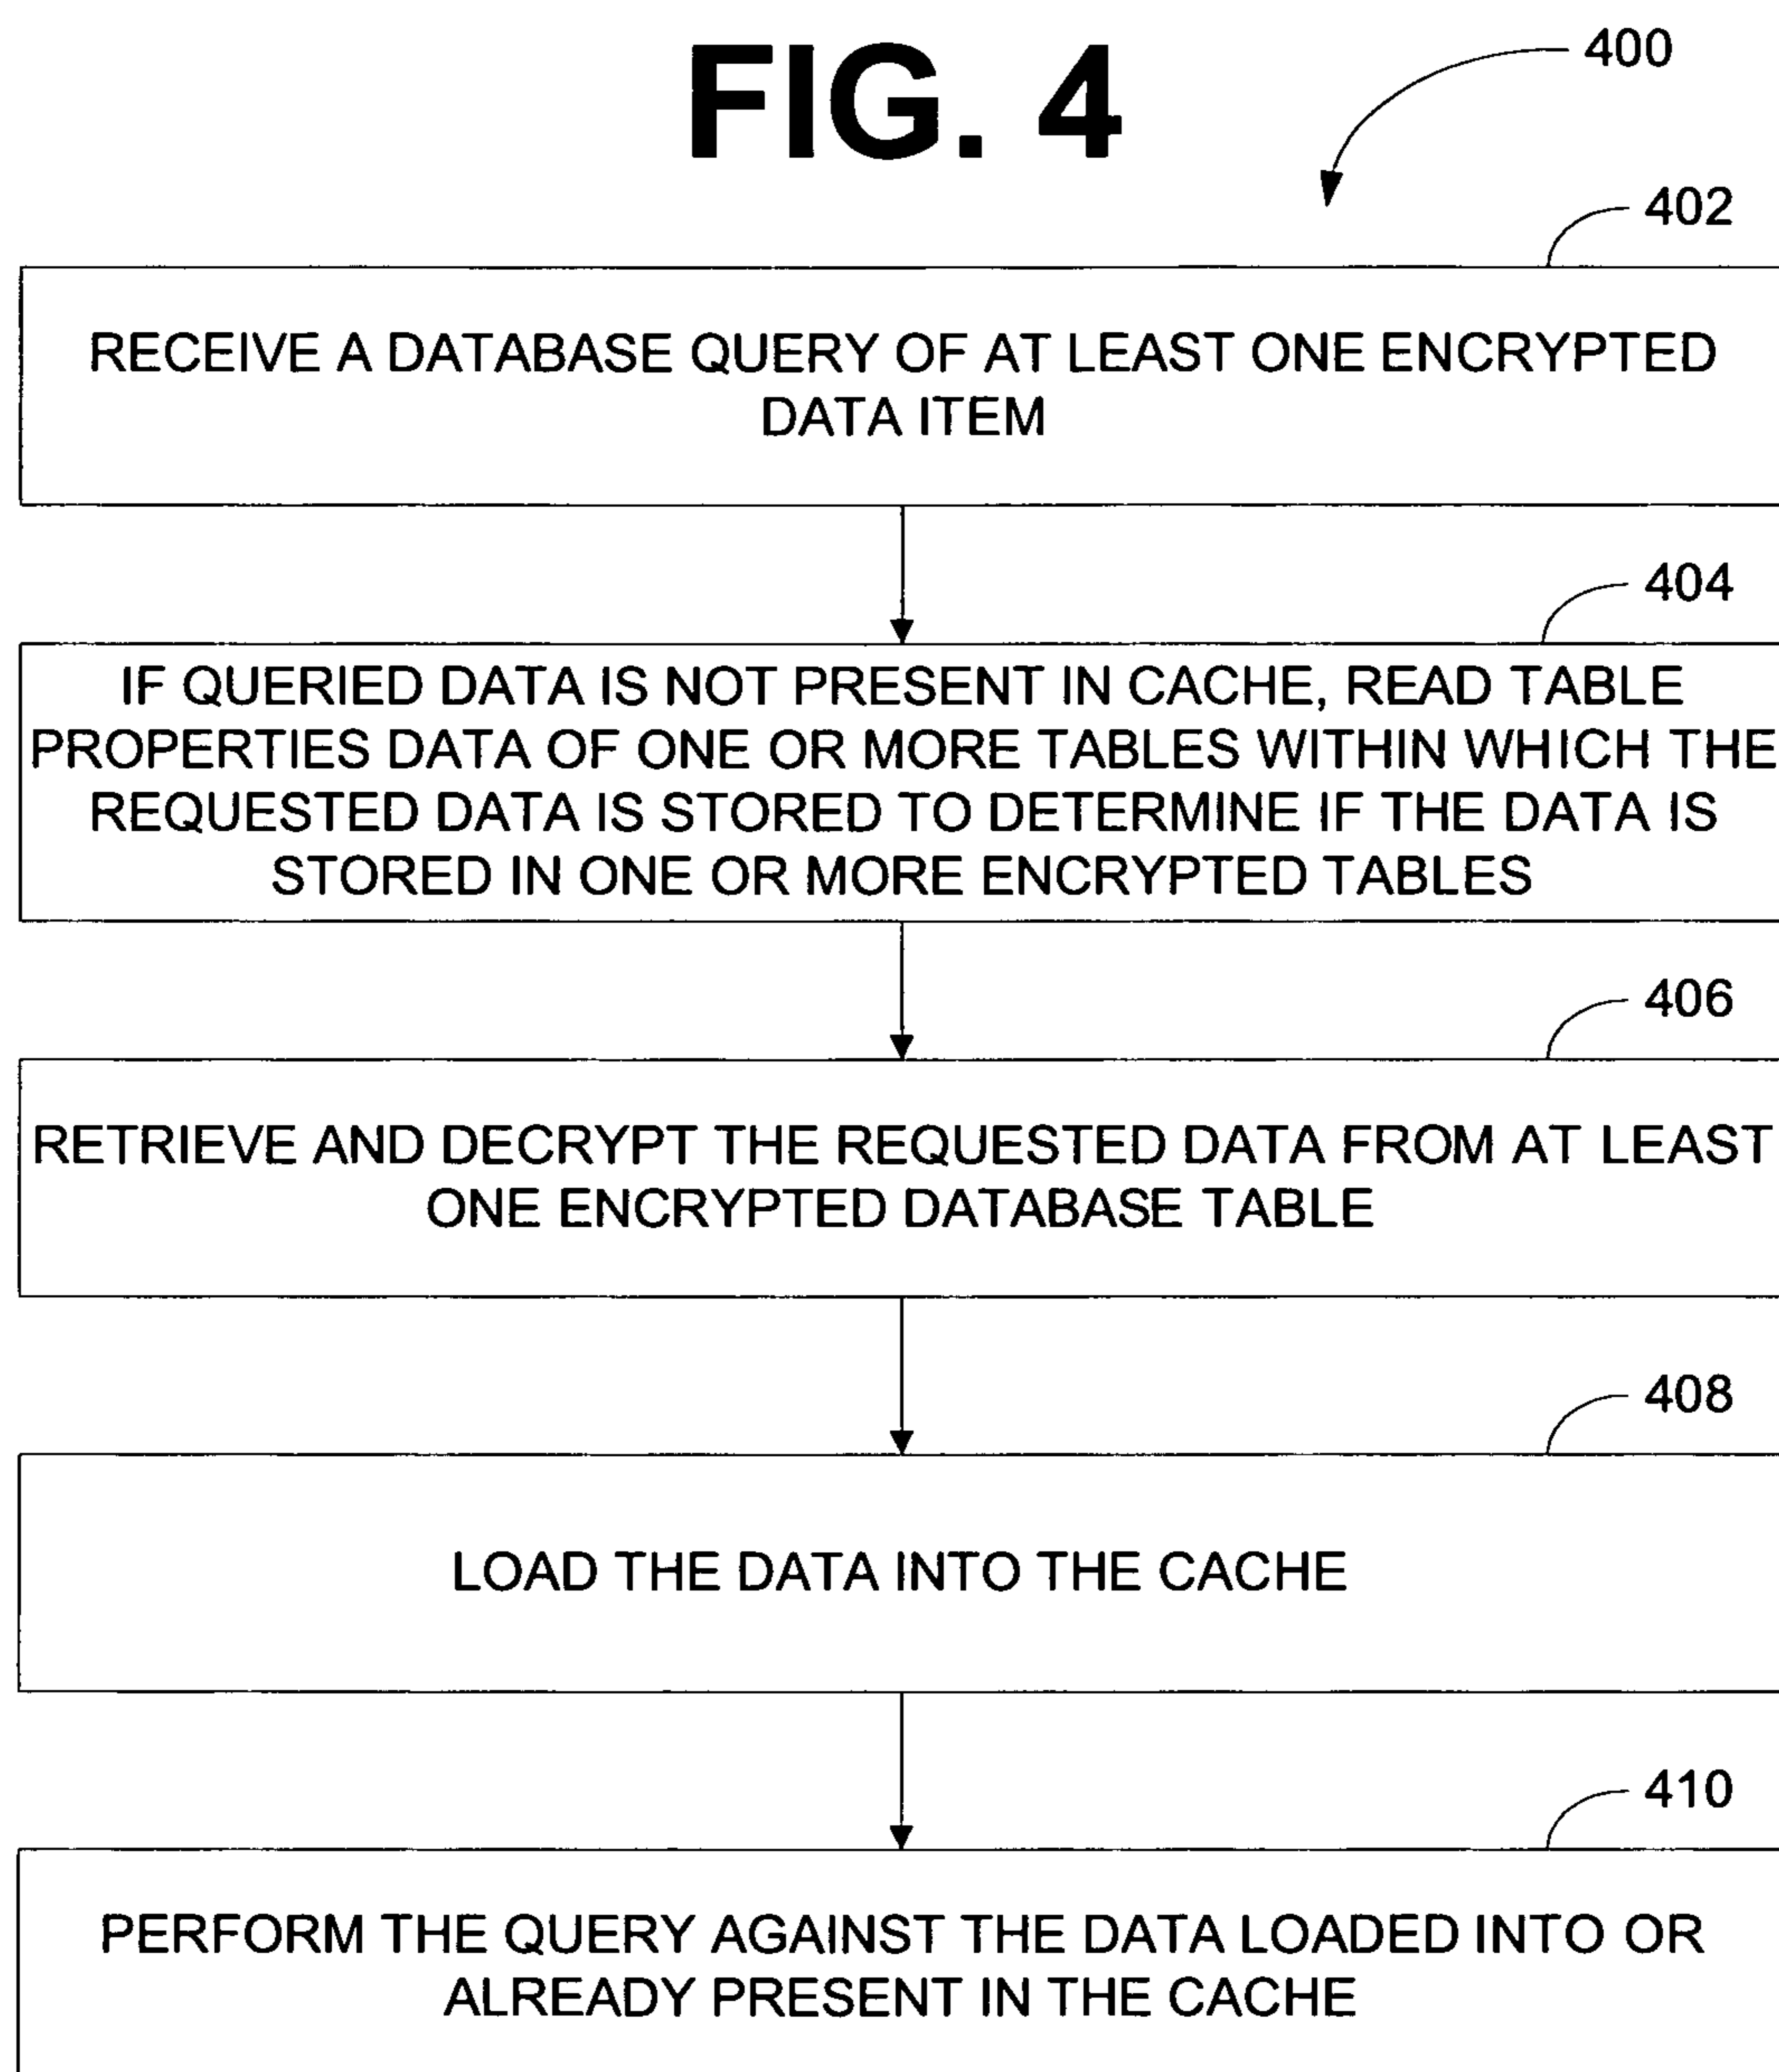 FIG. 4
400
402
RECEIVE A DATABASE QUERY OF AT LEAST ONE ENCRYPTED
DATA ITEM
404
IF QUERIED DATA IS NOT PRESENT IN CACHE, READ TABLE
PROPERTIES DATA OF ONE OR MORE TABLES WITHIN WHICH THE
REQUESTED DATA IS STORED TO DETERMINE IF THE DATA IS
STORED IN ONE OR MORE ENCRYPTED TABLES
406
RETRIEVE AND DECRYPT THE REQUESTED DATA FROM AT LEAST
ONE ENCRYPTED DATABASE TABLE
408
LOAD THE DATA INTO THE CACHE
410
PERFORM THE QUERY AGAINST THE DATA LOADED INTO OR
ALREADY PRESENT IN THE CACHE